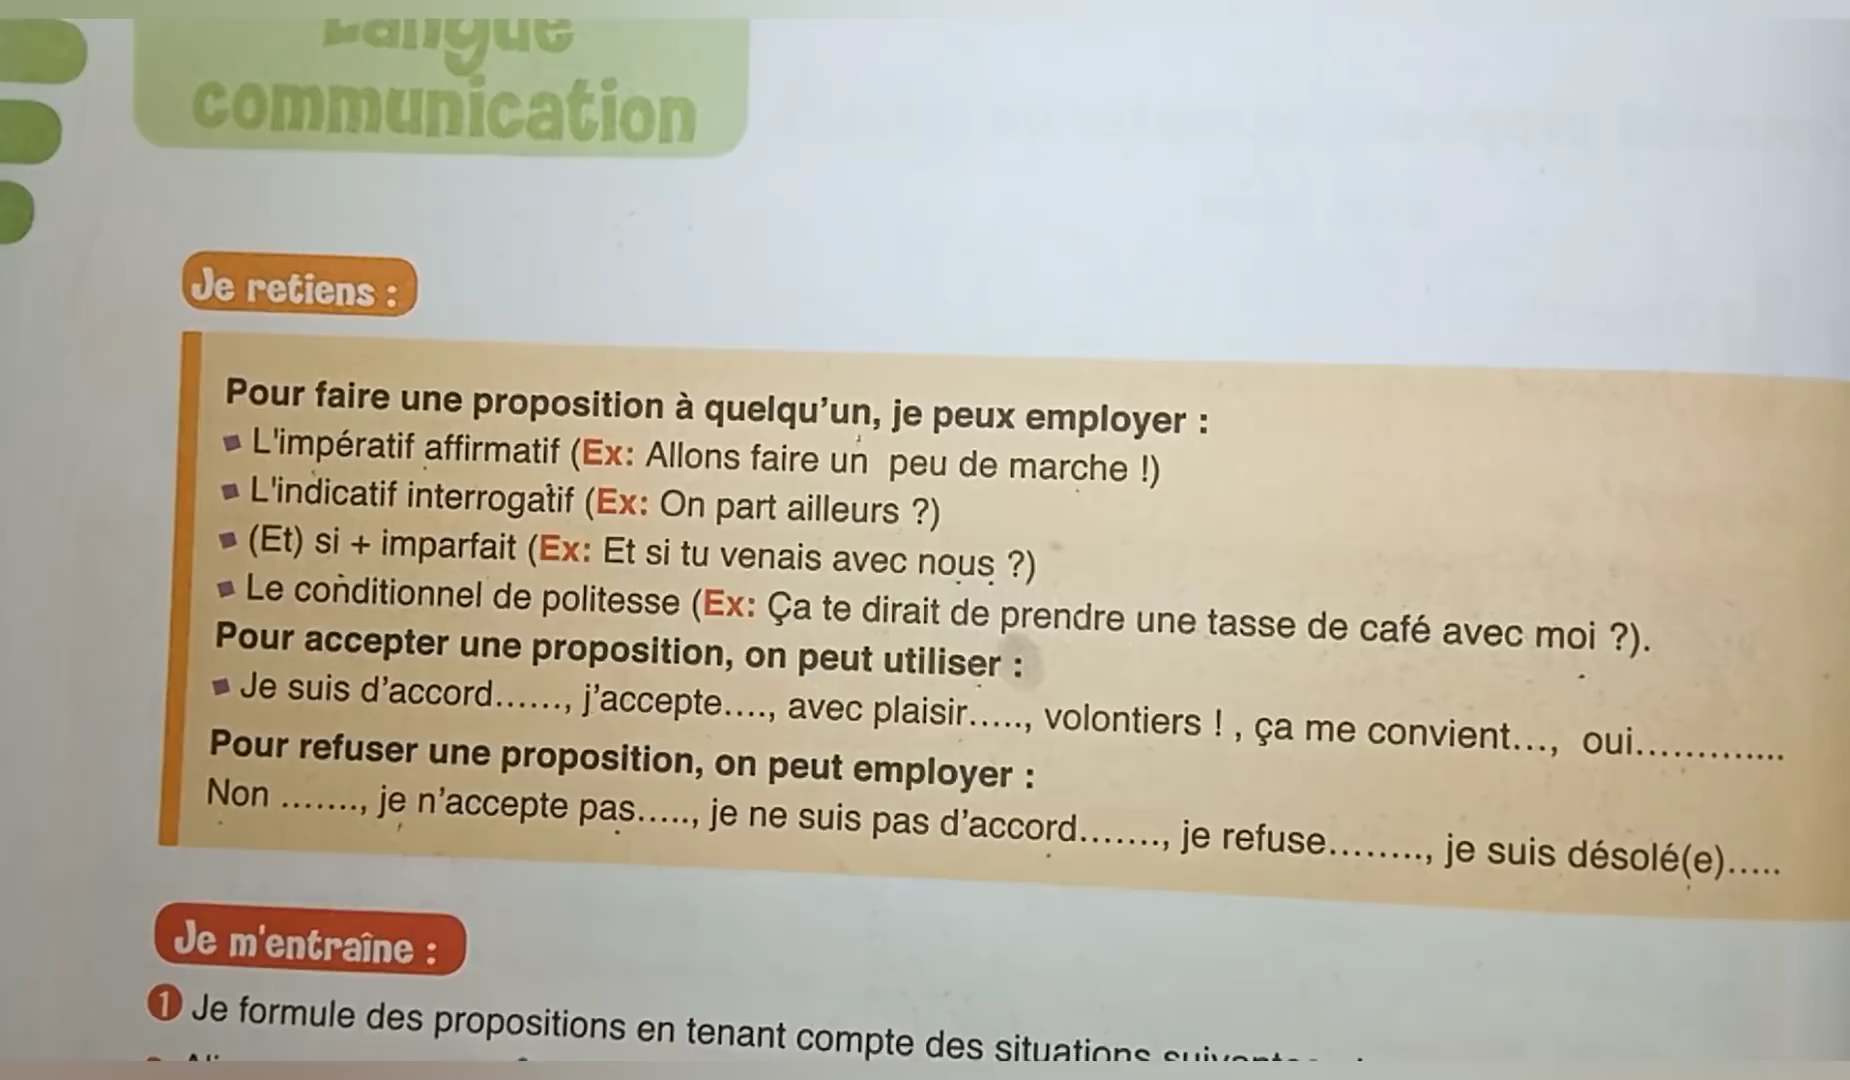 Langue
communication
Je retiens :
Pour faire une proposition à quelqu'un, je peux employer :
▪ L'impératif affirmatif (Ex: Allons faire un peu de marche !)
▪ L'indicatif interrogatif (Ex: On part ailleurs ?)
▪ (Et) si + imparfait (Ex: Et si tu venais avec nous ?)
▪ Le conditionnel de politesse (Ex: Ça te dirait de prendre une tasse de café avec moi ?).
Pour accepter une proposition, on peut utiliser :
▪ Je suis d'accord......, j'accepte...., avec plaisir....., volontiers ! , ça me convient..., oui.............
Pour refuser une proposition, on peut employer :
Non ......., je n'accepte pas....., je ne suis pas d'accord......., je refuse........, je suis désolé(e).....
Je m'entraîne :
1 Je formule des propositions en tenant compte des situations